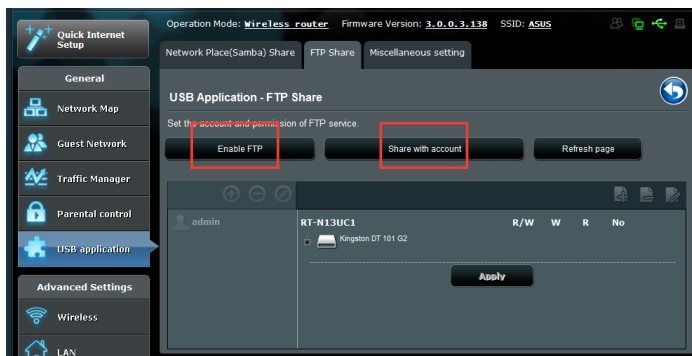 Quick Internet
Setup
Operation Mode: Wireless router Firmware Version: 3.0.0.3.138 SSID: ASUS
Network Place(Samba) Share FTP Share Miscellaneous setting
General
Network Map
Guest Network
Traffic Manager
Parental control
USB application
Advanced Settings
Wireless
LAN
USB Application - FTP Share
Set the account and permission of FTP service.
Enable FTP Share with account Refresh page
admin
RT-N13UC1 R/W W R No
Kingston DT 101 G2
Apply